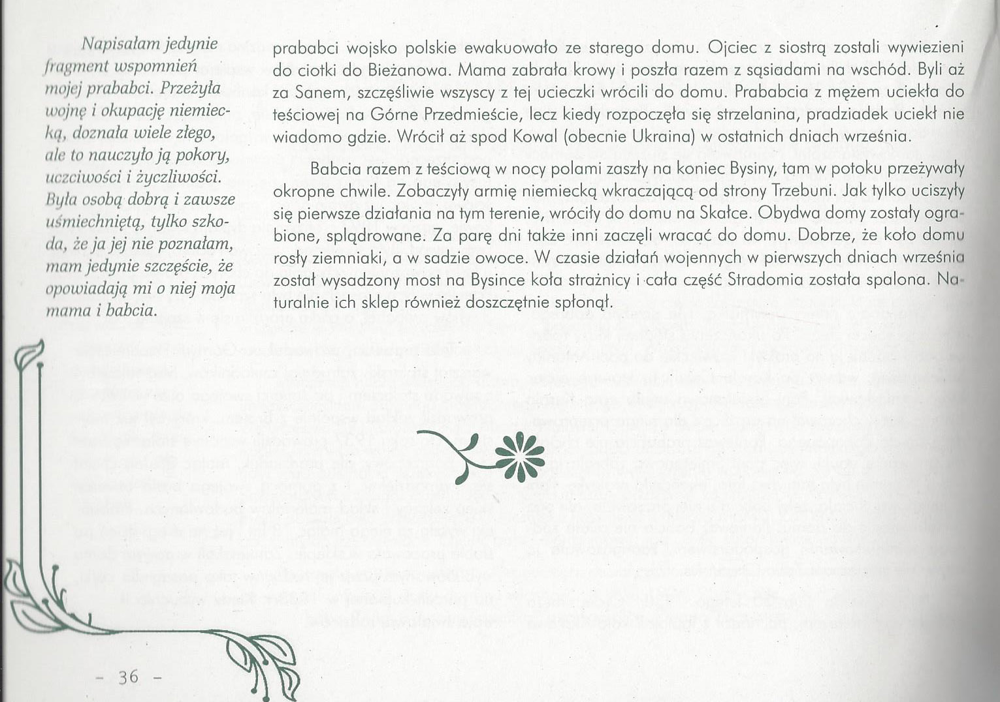 Napisałam jedynie
fragment wspomnień
mojej prababci. Przeżyła
wojnę i okupację niemiec-
ką, doznała wiele złego,
ale to nauczyło ją pokory,
uczciwości i życzliwości.
Była osobą dobrą i zawsze
uśmiechniętą, tylko szko-
da, że ja jej nie poznałam,
mam jedynie szczęście, że
opowiadają mi o niej moja
mama i babcia.
prababci wojsko polskie ewakuowało ze starego domu. Ojciec z siostrą zostali wywiezieni
do ciotki do Bieżanowa. Mama zabrała krowy i poszła razem z sąsiadami na wschód. Byli aż
za Sanem, szczęśliwie wszyscy z tej ucieczki wrócili do domu. Prababcia z mężem uciekła do
teściowej na Górne Przedmieście, lecz kiedy rozpoczęła się strzelanina, pradziadek uciekł nie
wiadomo gdzie. Wrócił aż spod Kowal (obecnie Ukraina) w ostatnich dniach września.
Babcia razem z teściową w nocy polami zaszły na koniec Bysiny, tam w potoku przeżywały
okropne chwile. Zobaczyły armię niemiecką wkraczającą od strony Trzebuni. Jak tylko uciszyły
się pierwsze działania na tym terenie, wróciły do domu na Skałce. Obydwa domy zostały ogra-
bione, splądrowane. Za parę dni także inni zaczęli wracać do domu. Dobrze, że koło domu
rosły ziemniaki, a w sadzie owoce. W czasie działań wojennych w pierwszych dniach września
został wysadzony most na Bysince koła strażnicy i cała część Stradomia została spalona. Na-
turalnie ich sklep również doszczętnie spłonął.
- 36 -